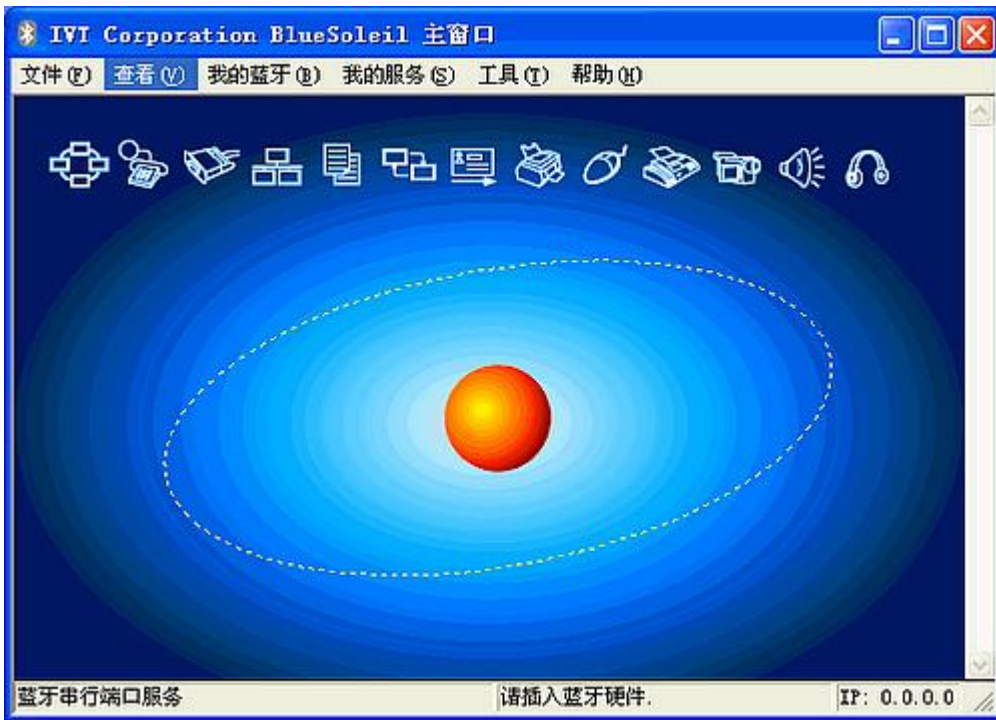 IVT Corporation BlueSoleil 主窗口
文件(F) 查看(V) 我的蓝牙(B) 我的服务(S) 工具(T) 帮助(H)
蓝牙串行端口服务 请插入蓝牙硬件. IP: 0.0.0.0